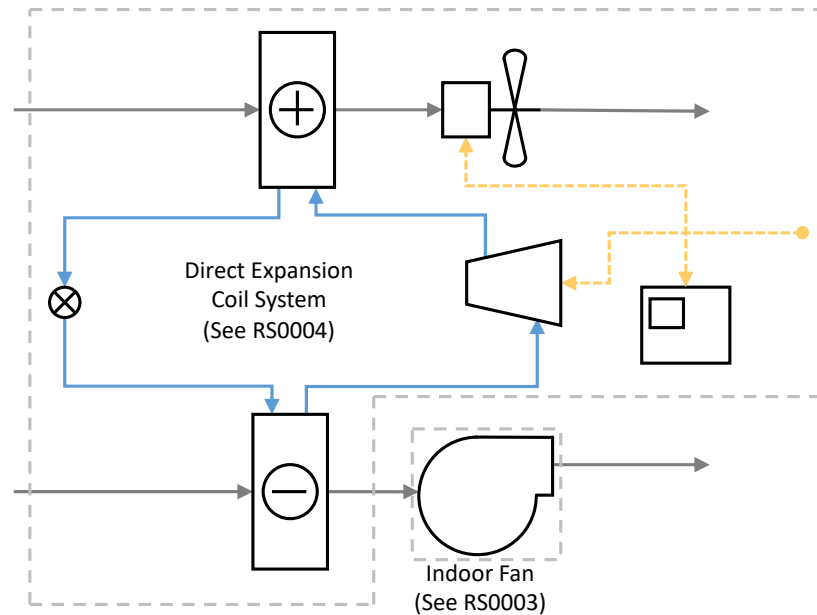 Direct Expansion
Coil System
(See RS0004)
Indoor Fan
(See RS0003)